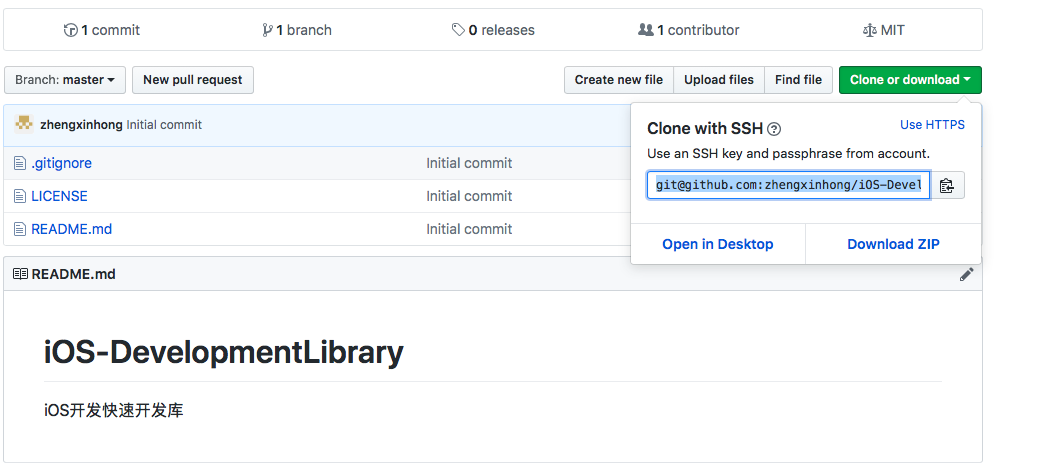 1 commit 1 branch 0 releases 1 contributor MIT
Branch: master New pull request Create new file Upload files Find file Clone or download
zhengxinhong Initial commit
Clone with SSH Use HTTPS
Use an SSH key and passphrase from account.
git@github.com:zhengxinhong/iOS-Devel
Open in Desktop Download ZIP
.gitignore Initial commit
LICENSE Initial commit
README.md Initial commit
README.md
iOS-DevelopmentLibrary
iOS开发快速开发库